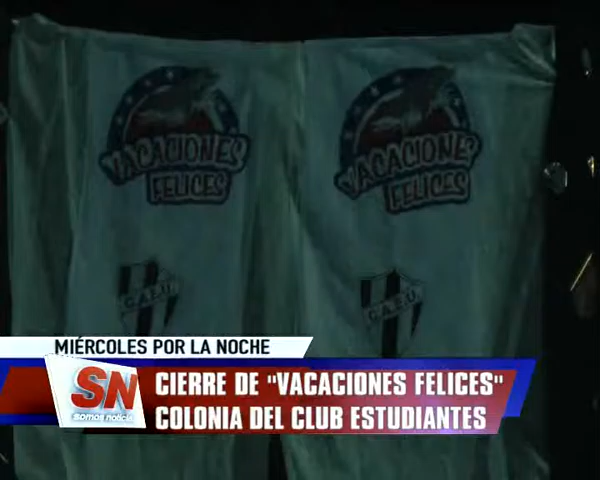 VACACIONES
FELICES
VACACIONES
FELICES
C.A.E.U.
C.A.E.U.
MIÉRCOLES POR LA NOCHE
SN
somos noticia
CIERRE DE "VACACIONES FELICES"
COLONIA DEL CLUB ESTUDIANTES